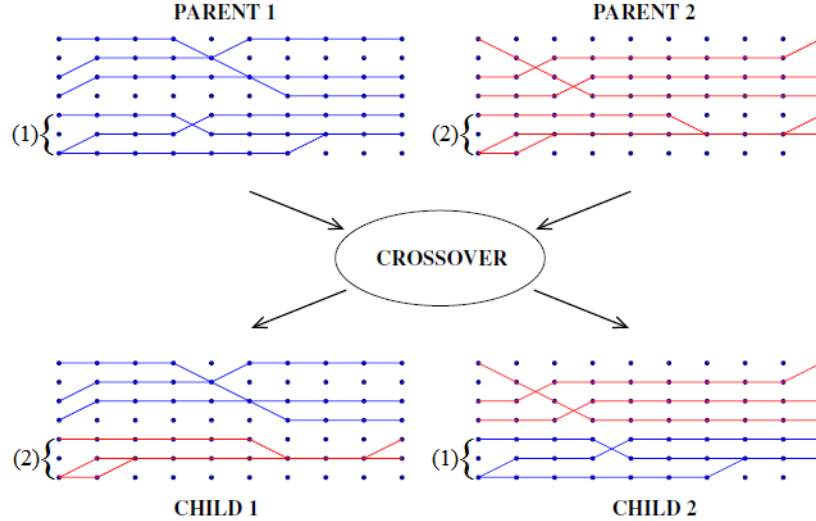 PARENT 1
PARENT 2
(1){
(2){
CROSSOVER
(2){
(1){
CHILD 1
CHILD 2